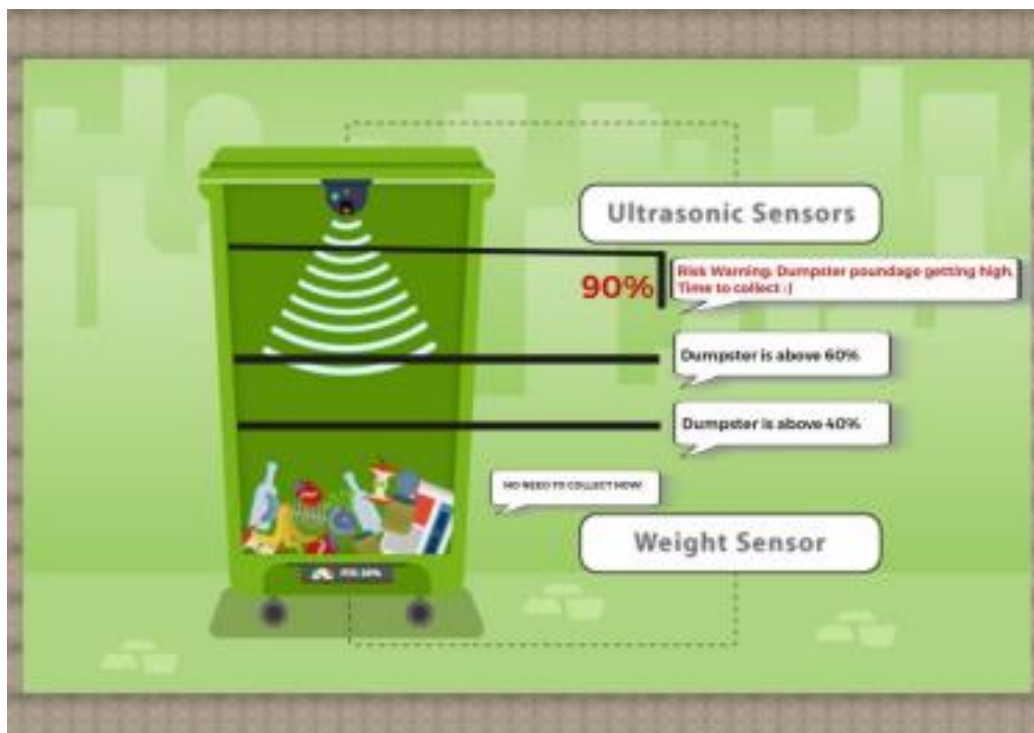 Ultrasonic Sensors
90%
Risk Warning: Dumpster poundage getting high.
Time to collect :)
Dumpster is above 60%
Dumpster is above 40%
NO NEED TO COLLECT NOW
Weight Sensor